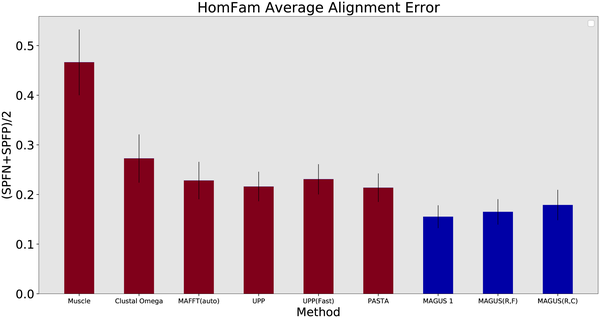 HomFam Average Alignment Error
(SPFN+SPFP)/2
0.5
0.4
0.3
0.2
0.1
0.0
Muscle Clustal Omega MAFFT(auto) UPP UPP(Fast) PASTA MAGUS 1 MAGUS(R,F) MAGUS(R,C)
Method